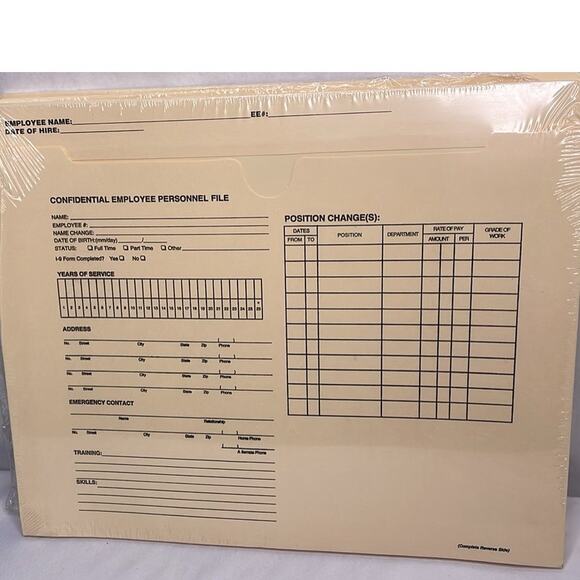 EMPLOYEE NAME: EE#:
DATE OF HIRE:
CONFIDENTIAL EMPLOYEE PERSONNEL FILE
NAME:
EMPLOYEE #:
NAME CHANGE:
DATE OF BIRTH:(mm/day) / /
STATUS: ❑ Full Time ❑ Part Time ❑ Other
I-9 Form Completed? Yes ❑ No ❑
YEARS OF SERVICE
1 2 3 4 5 6 7 8 9 10 11 12 13 14 15 16 17 18 19 20 21 22 23 24 25 +
25
ADDRESS
No. Street City State Zip ( ) Phone
No. Street City State Zip ( ) Phone
No. Street City State Zip ( ) Phone
No. Street City State Zip ( ) Phone
EMERGENCY CONTACT
Name Relationship
No. Street City State Zip ( ) Home Phone
( ) Alternate Phone
TRAINING:
SKILLS:
POSITION CHANGE(S):
DATES POSITION DEPARTMENT RATE OF PAY GRADE OF WORK
FROM TO AMOUNT PER
(Complete Reverse Side)